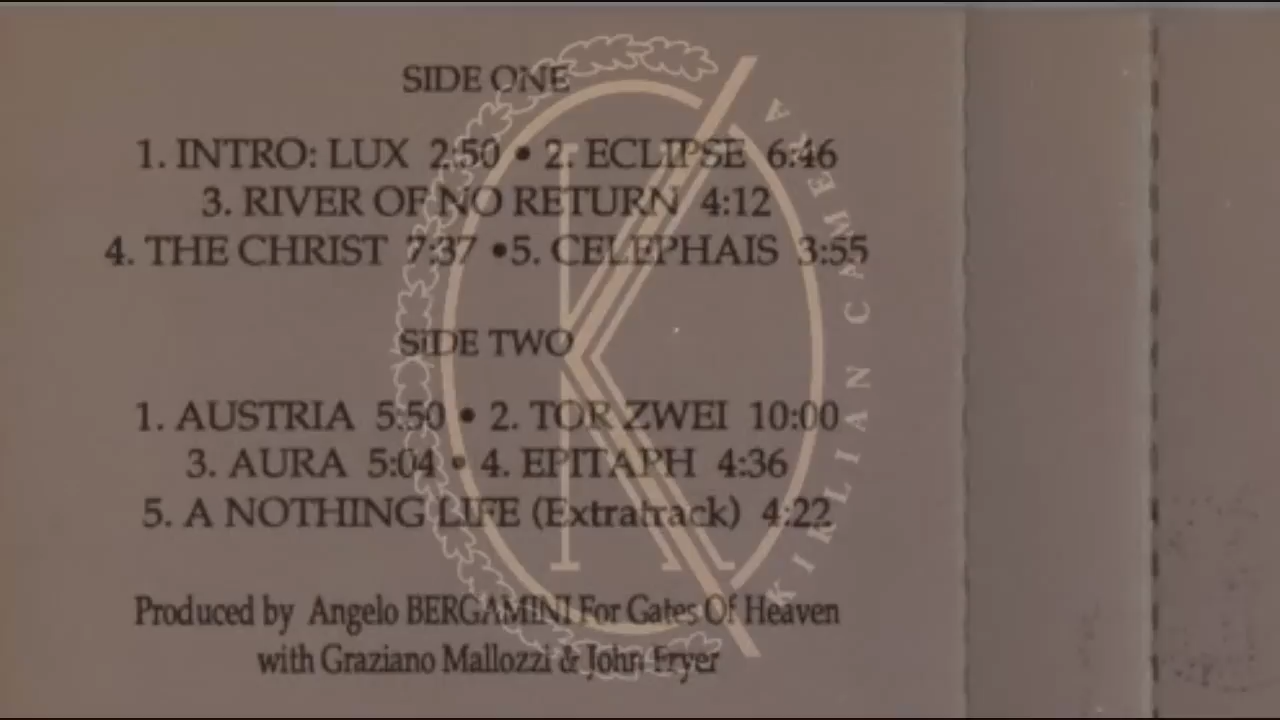 SIDE ONE
1. INTRO: LUX 2:50 • 2. ECLIPSE 6:46
3. RIVER OF NO RETURN 4:12
4. THE CHRIST 7:37 •5. CELEPHAIS 3:55
SIDE TWO
1. AUSTRIA 5:50 • 2. TOR ZWEI 10:00
3. AURA 5:04 • 4. EPITAPH 4:36
5. A NOTHING LIFE (Extratrack) 4:22
Produced by Angelo BERGAMINI For Gates Of Heaven
with Graziano Mallozzi & John Fryer
K
KIRLIAN CAMERA